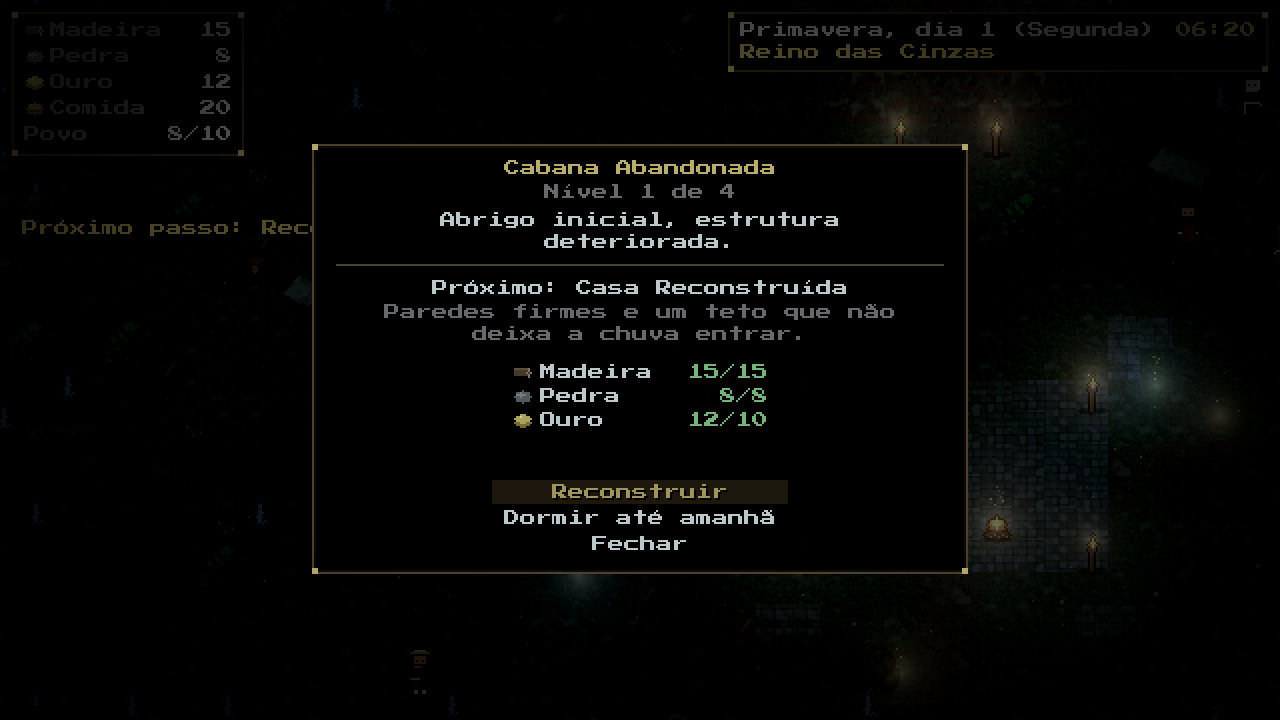 Madeira 15
Pedra 8
Ouro 12
Comida 20
Povo 8/10
Primavera, dia 1 (Segunda) 06:20
Reino das Cinzas
Próximo passo:
Cabana Abandonada
Nível 1 de 4
Abrigo inicial, estrutura
deteriorada.
Próximo: Casa Reconstruída
Paredes firmes e um teto que não
deixa a chuva entrar.
Madeira 15/15
Pedra 8/8
Ouro 12/10
Reconstruir
Dormir até amanhã
Fechar